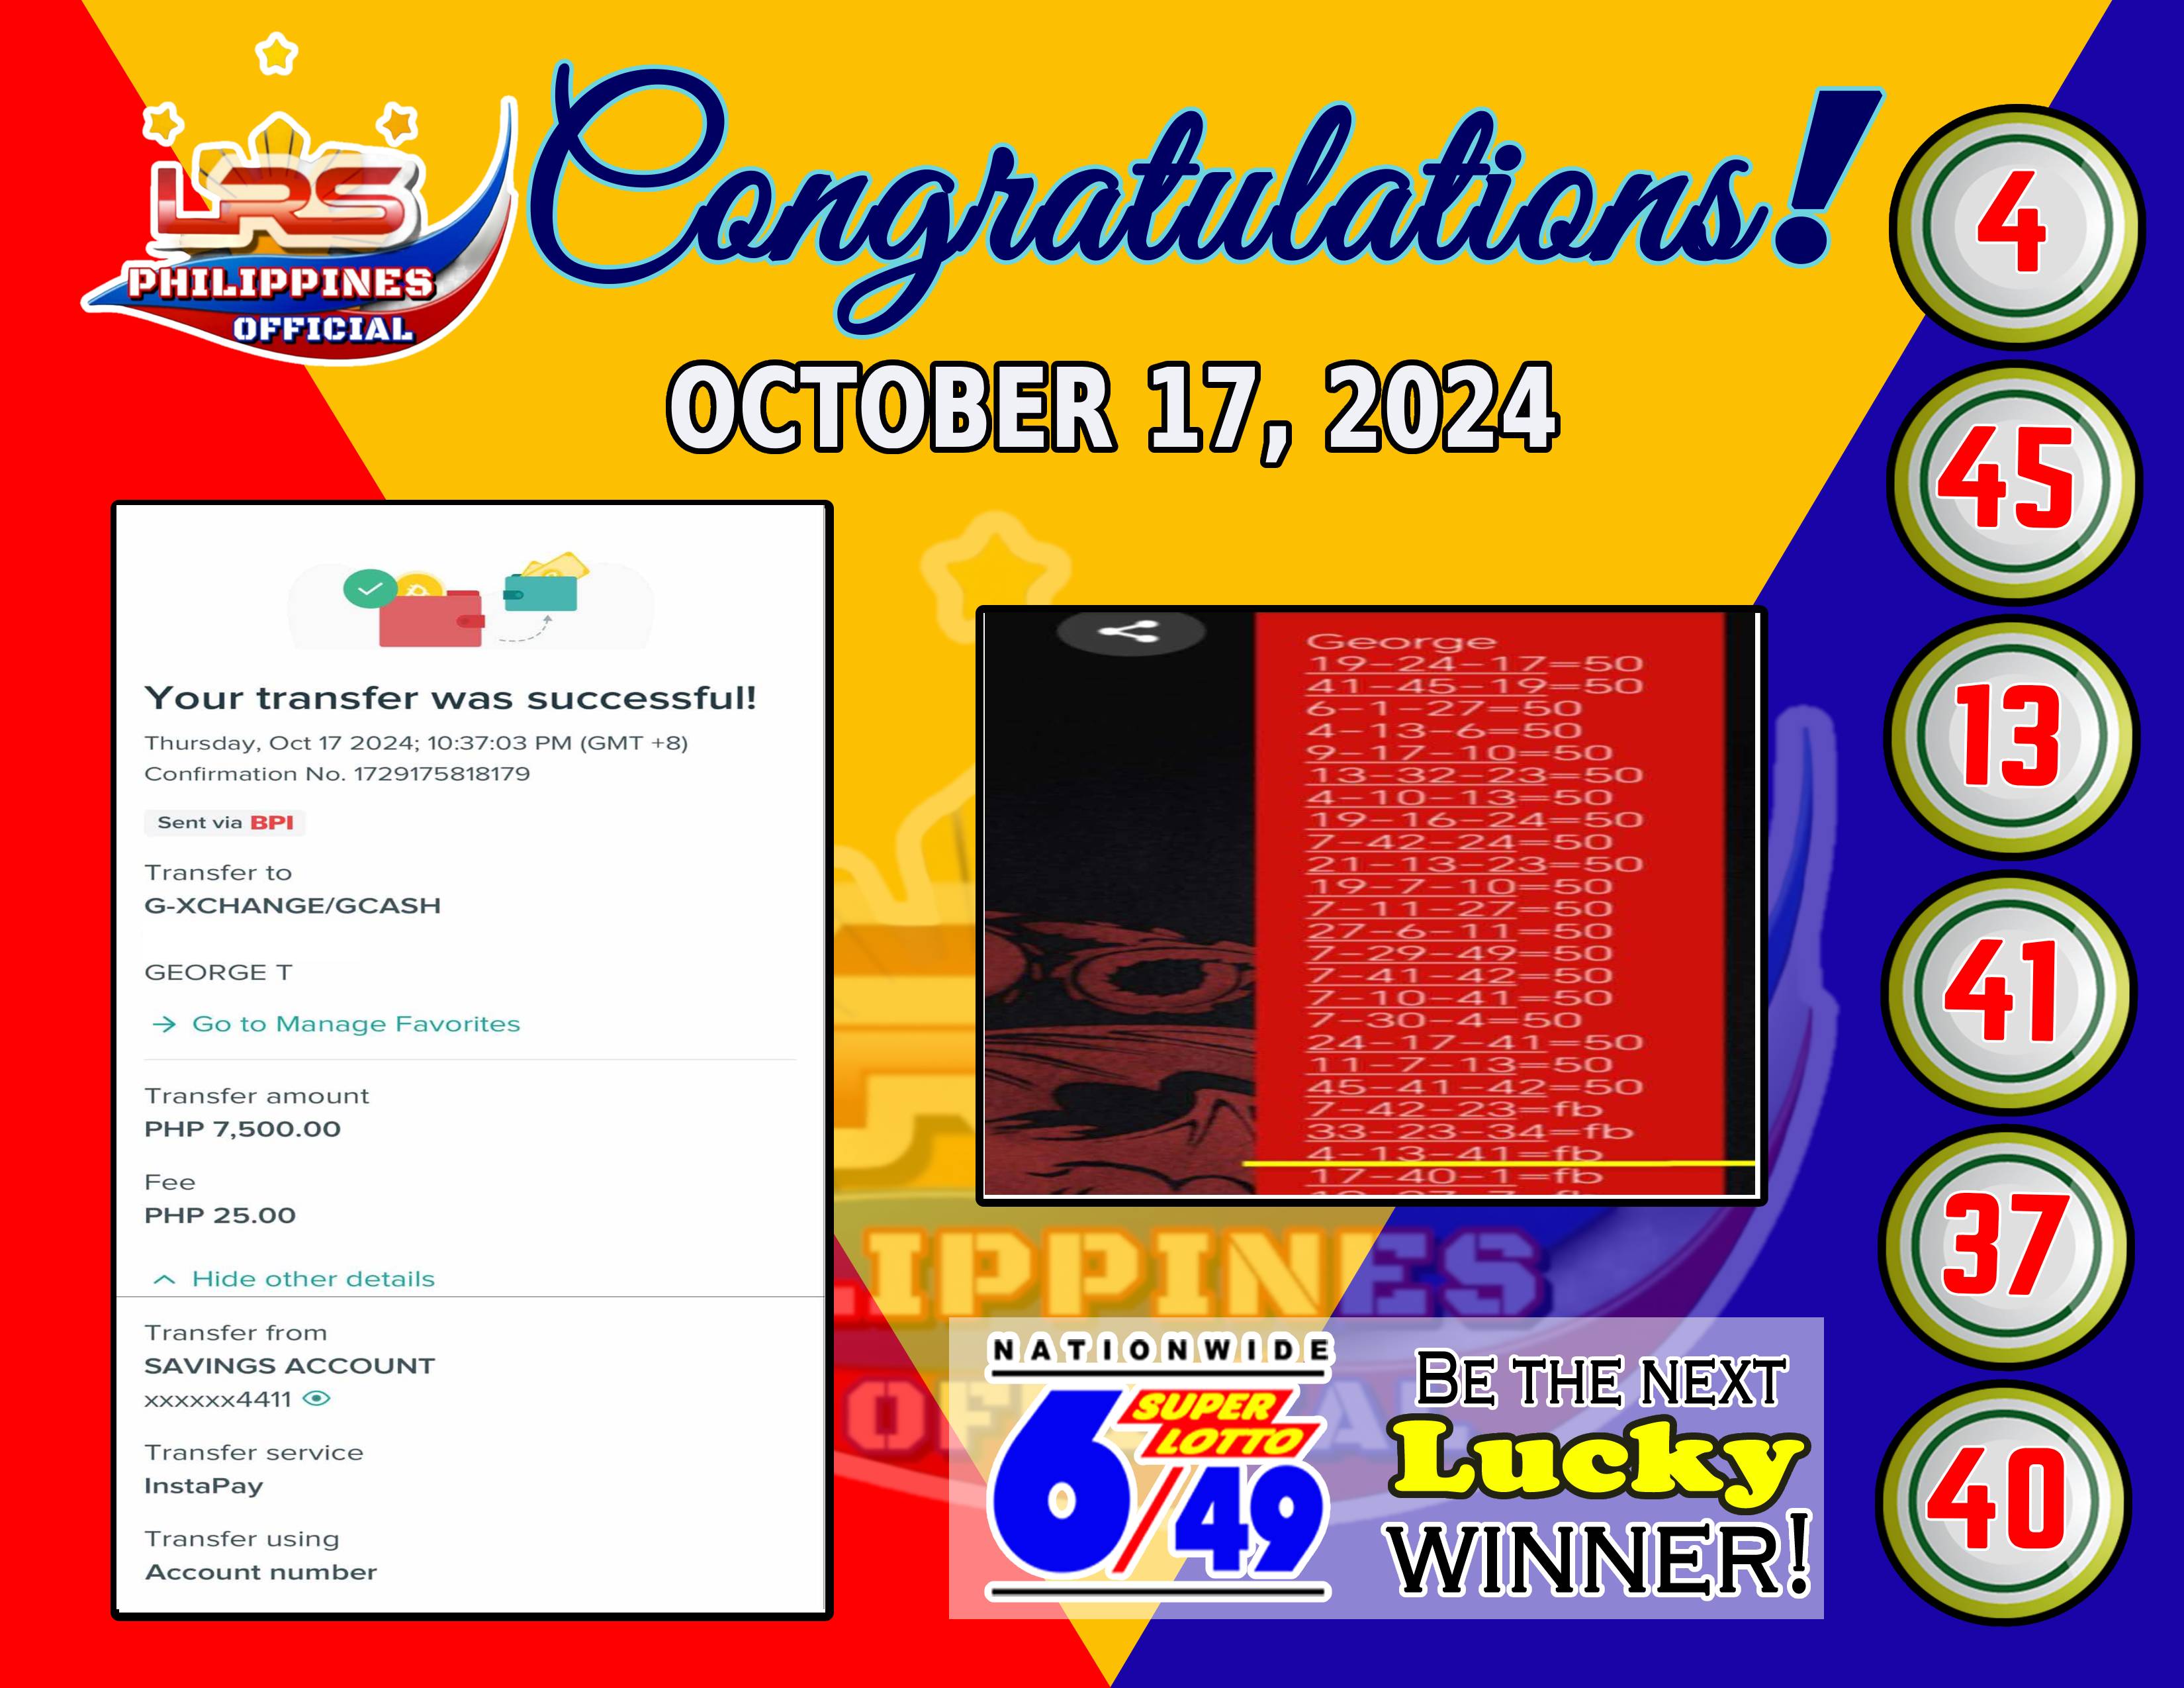 LRS
PHILIPPINES
OFFICIAL
Congratulations!
OCTOBER 17, 2024
Your transfer was successful!
Thursday, Oct 17 2024; 10:37:03 PM (GMT +8)
Confirmation No. 1729175818179
Sent via BPI
Transfer to
G-XCHANGE/GCASH
GEORGE T
→ Go to Manage Favorites
Transfer amount
PHP 7,500.00
Fee
PHP 25.00
Hide other details
Transfer from
SAVINGS ACCOUNT
xxxxxx4411
Transfer service
InstaPay
Transfer using
Account number
George
19-24-17=50
41-45-19=50
6-1-27=50
4-13-6=50
9-17-10=50
13-32-23=50
4-10-13=50
19-16-24=50
7-42-24=50
21-13-23=50
19-7-10=50
7-11-27=50
27-6-11=50
7-29-49=50
7-41-42=50
7-10-41=50
7-30-4=50
24-17-41=50
11-7-13=50
45-41-42=50
7-42-23=fb
33-23-34=fb
4-13-41=fb
17-40-1=fb
NATIONWIDE
SUPER
LOTTO
6/49
BE THE NEXT
Lucky
WINNER!
4
45
13
41
37
40